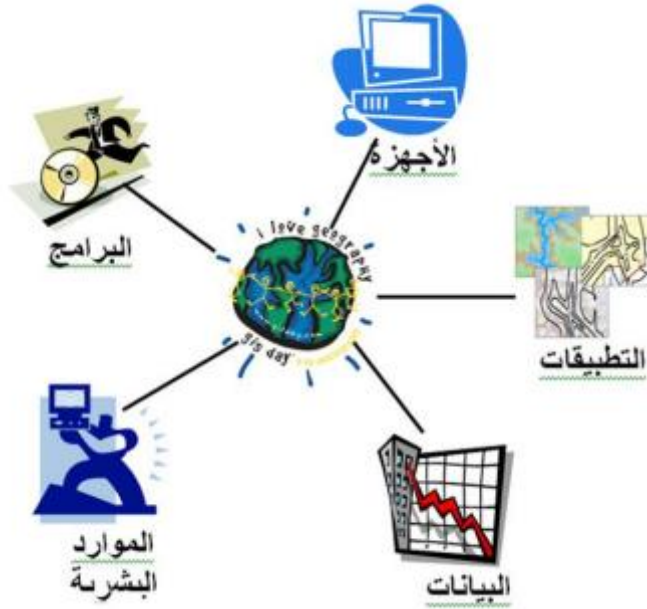 الأجهزة
البرامج
i love geography
التطبيقات
gis day
الموارد
البشرية
البيانات